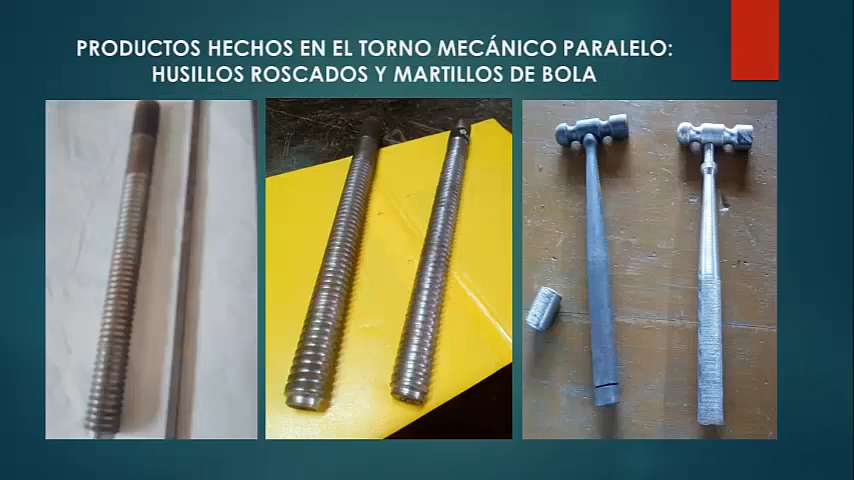 PRODUCTOS HECHOS EN EL TORNO MECÁNICO PARALELO:
HUSILLOS ROSCADOS Y MARTILLOS DE BOLA